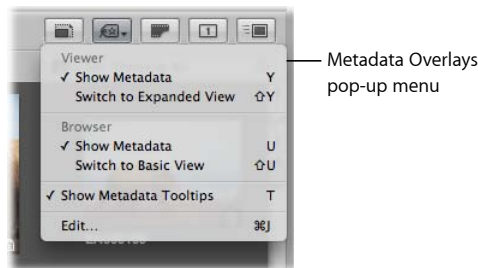 1
Viewer
✓ Show Metadata Y
Switch to Expanded View ⇧Y
Browser
✓ Show Metadata U
Switch to Basic View ⇧U
✓ Show Metadata Tooltips T
Edit... ⌘J
Metadata Overlays
pop-up menu